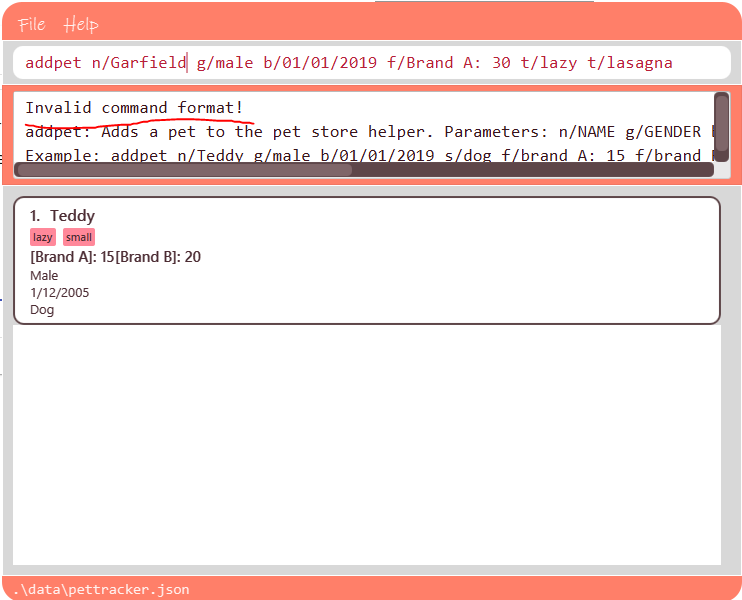 File Help
addpet n/Garfield g/male b/01/01/2019 f/Brand A: 30 t/lazy t/lasagna
Invalid command format!
addpet: Adds a pet to the pet store helper. Parameters: n/NAME g/GENDER
Example: addpet n/Teddy g/male b/01/01/2019 s/dog f/brand A: 15 f/brand
1. Teddy
lazy small
[Brand A]: 15[Brand B]: 20
Male
1/12/2005
Dog
.\data\pettracker.json